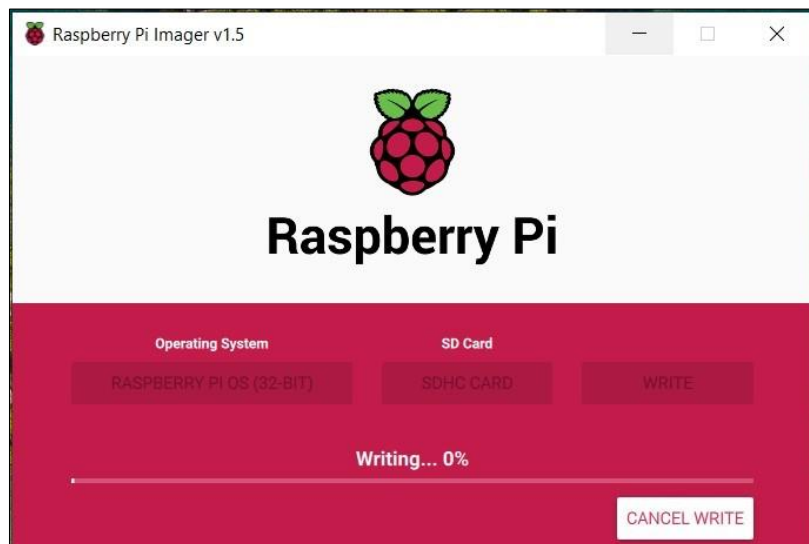 Raspberry Pi Imager v1.5
Raspberry Pi
Operating System SD Card
RASPBERRY PI OS (32-BIT) SDHC CARD WRITE
Writing... 0%
CANCEL WRITE